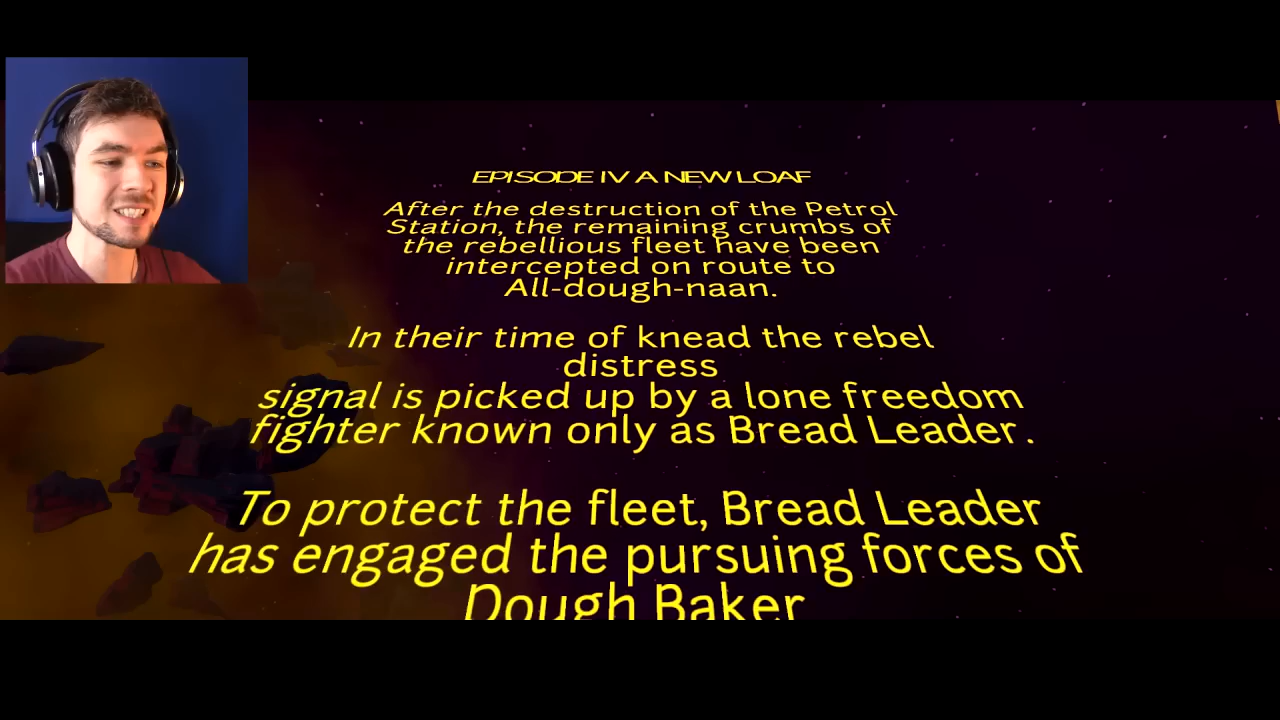 EPISODE IV A NEW LOAF
After the destruction of the Petrol
Station, the remaining crumbs of
the rebellious fleet have been
intercepted on route to
All-dough-naan.
In their time of knead the rebel
distress
signal is picked up by a lone freedom
fighter known only as Bread Leader.
To protect the fleet, Bread Leader
has engaged the pursuing forces of
Dough Baker